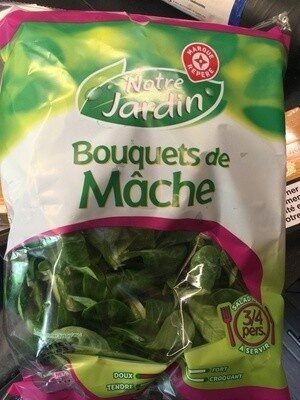 MARQUE
REPÈRE
Notre
Jardin
Bouquets de
Mâche
SALADE
3/4
pers.
À SERVIR
DOUX
TENDRE
FORT
CROQUANT